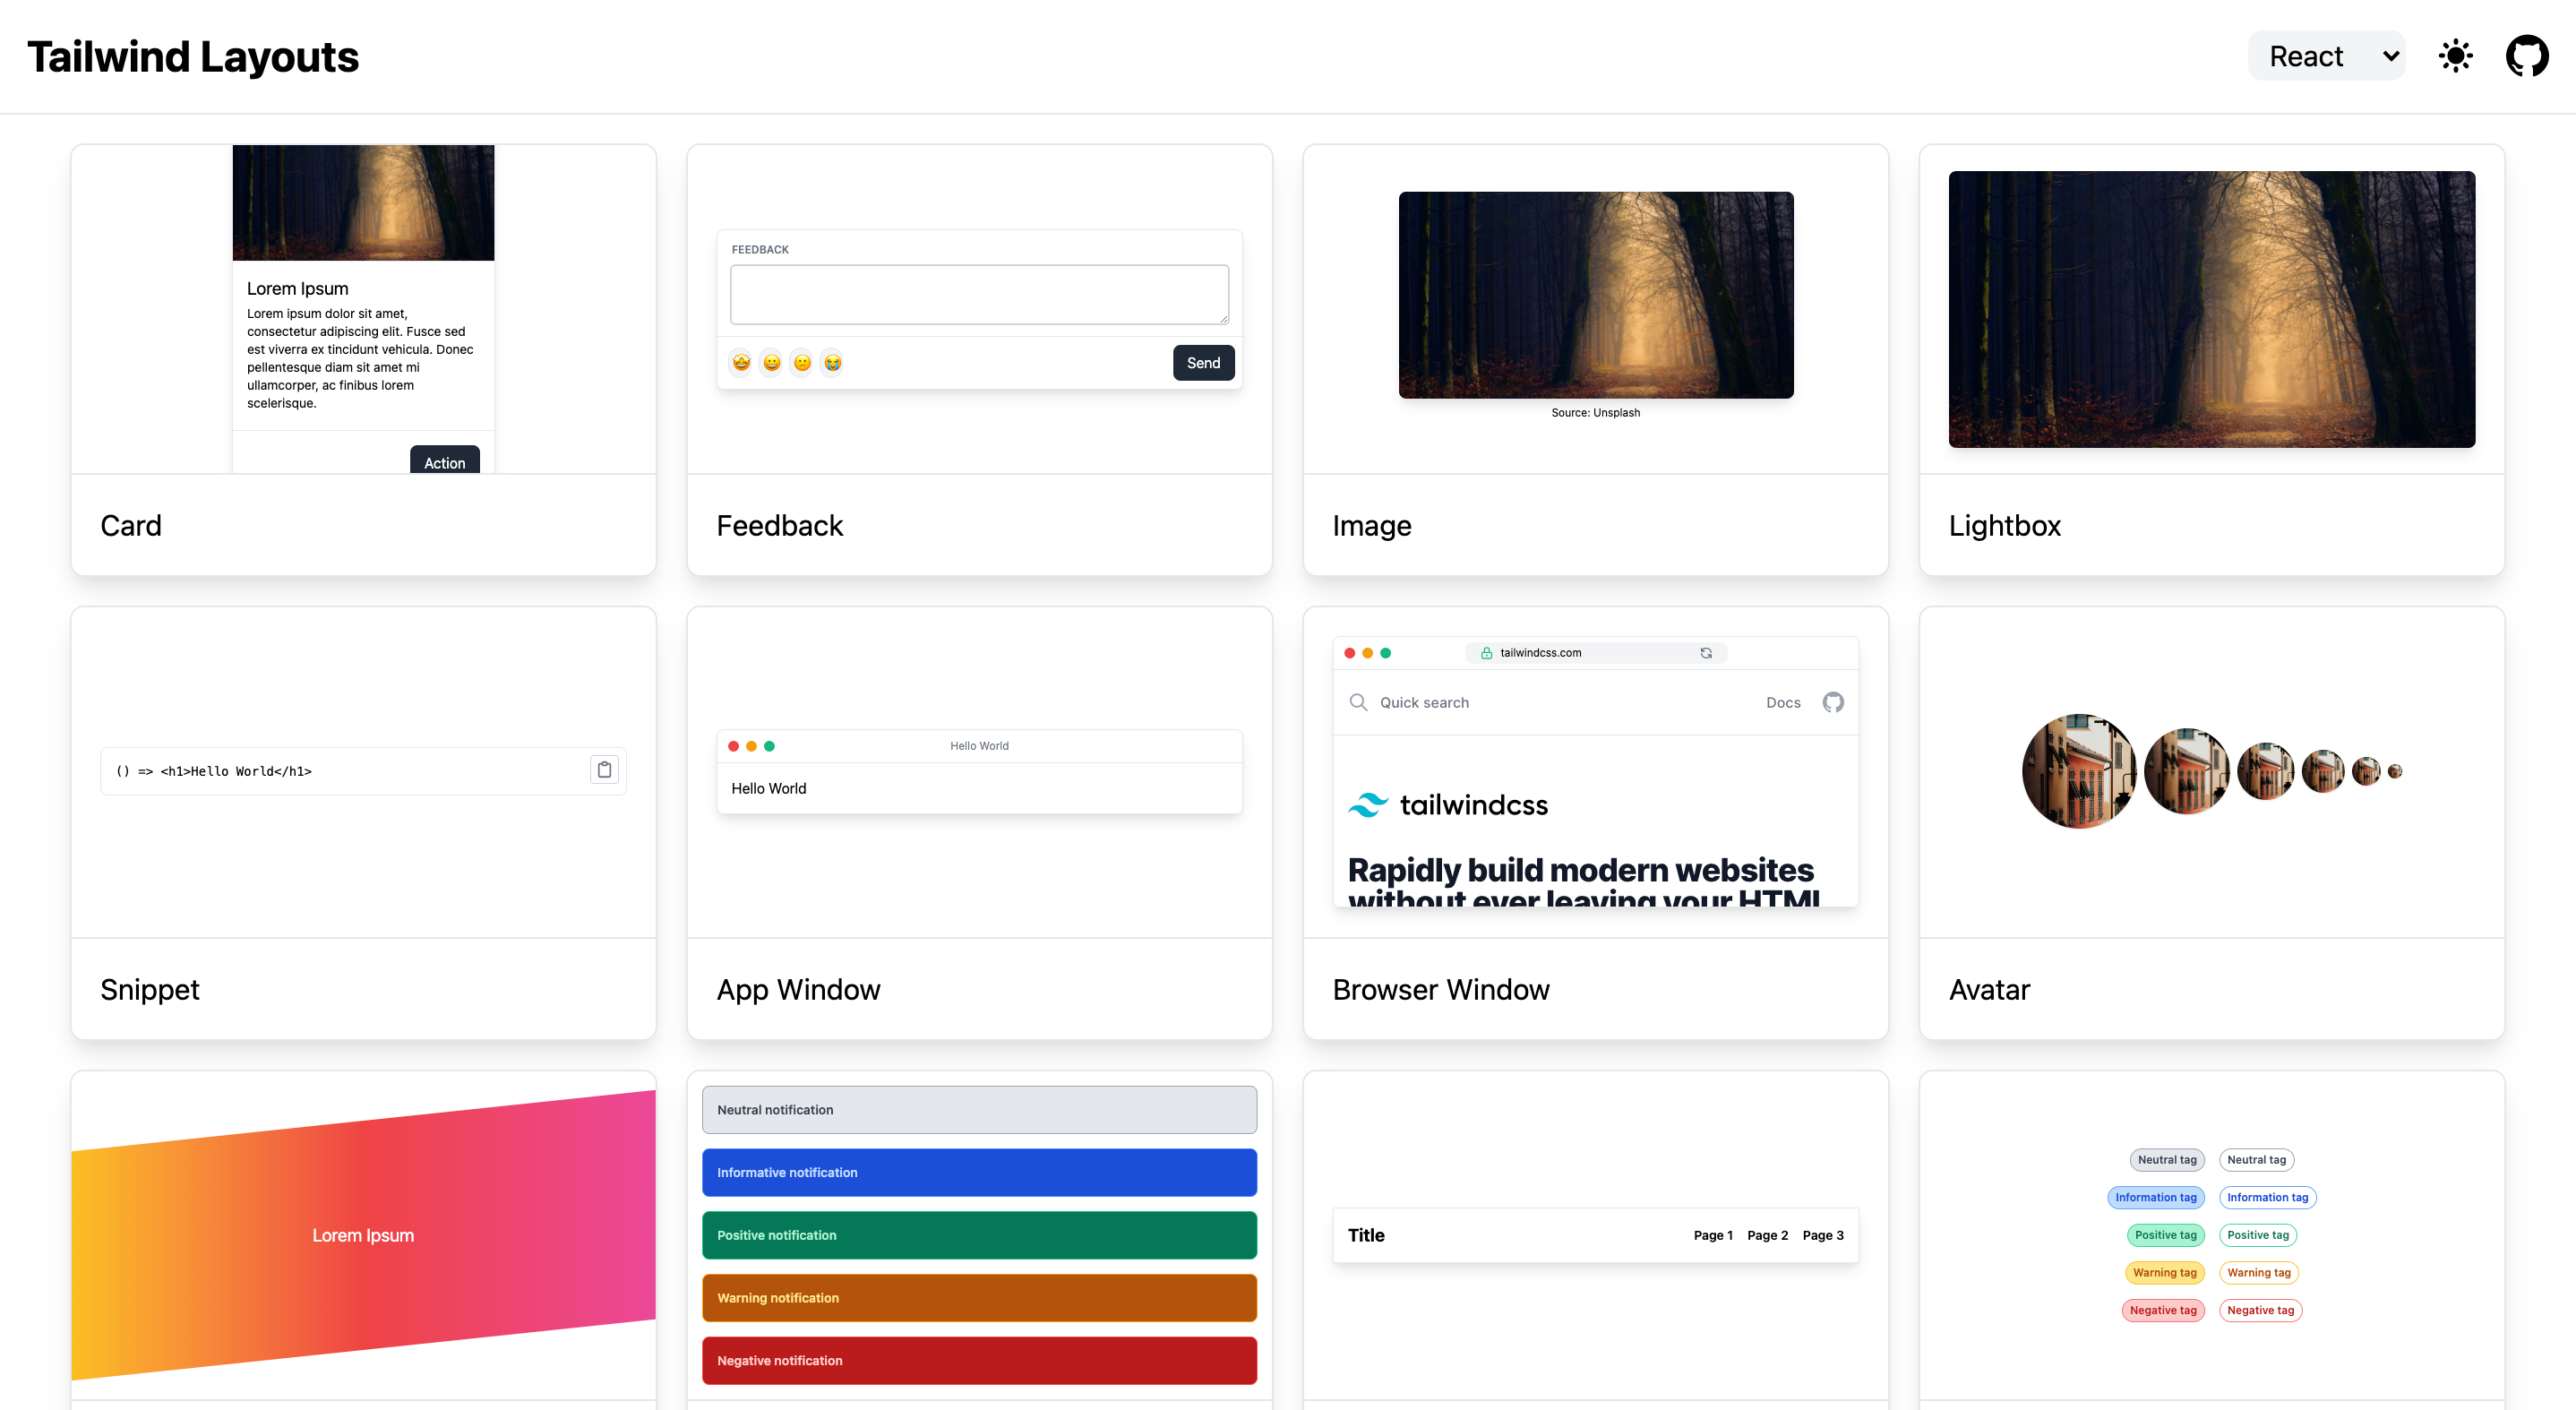 Tailwind Layouts
React
Lorem Ipsum
Lorem ipsum dolor sit amet,
consectetur adipiscing elit. Fusce sed
est viverra ex tincidunt vehicula. Donec
pellentesque diam sit amet mi
ullamcorper, ac finibus lorem
scelerisque.
Action
Card
FEEDBACK
Send
Feedback
Source: Unsplash
Image
Lightbox
() => <h1>Hello World</h1>
Snippet
Hello World
Hello World
App Window
tailwindcss.com
Quick search
Docs
tailwindcss
Rapidly build modern websites
without ever leaving your HTML
Browser Window
Avatar
Lorem Ipsum
Neutral notification
Informative notification
Positive notification
Warning notification
Negative notification
Title
Page 1 Page 2 Page 3
Neutral tag Neutral tag
Information tag Information tag
Positive tag Positive tag
Warning tag Warning tag
Negative tag Negative tag